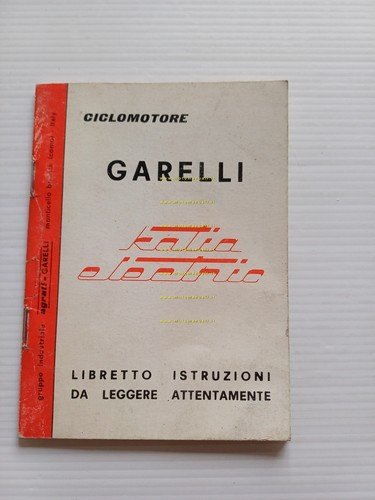 CICLOMOTORE
GARELLI
Katia
electric
LIBRETTO ISTRUZIONI
DA LEGGERE ATTENTAMENTE
gruppo industriale agrati - GARELLI monticello brianza (como) italy